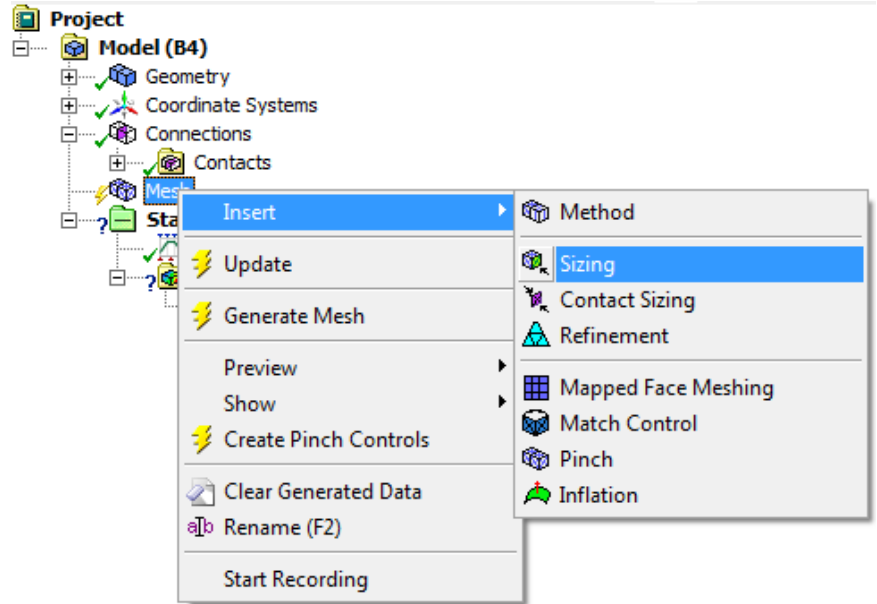 Project
Model (B4)
Geometry
Coordinate Systems
Connections
Contacts
Mesh
Sta
Insert
Update
Generate Mesh
Preview
Show
Create Pinch Controls
Clear Generated Data
Rename (F2)
Start Recording
Method
Sizing
Contact Sizing
Refinement
Mapped Face Meshing
Match Control
Pinch
Inflation